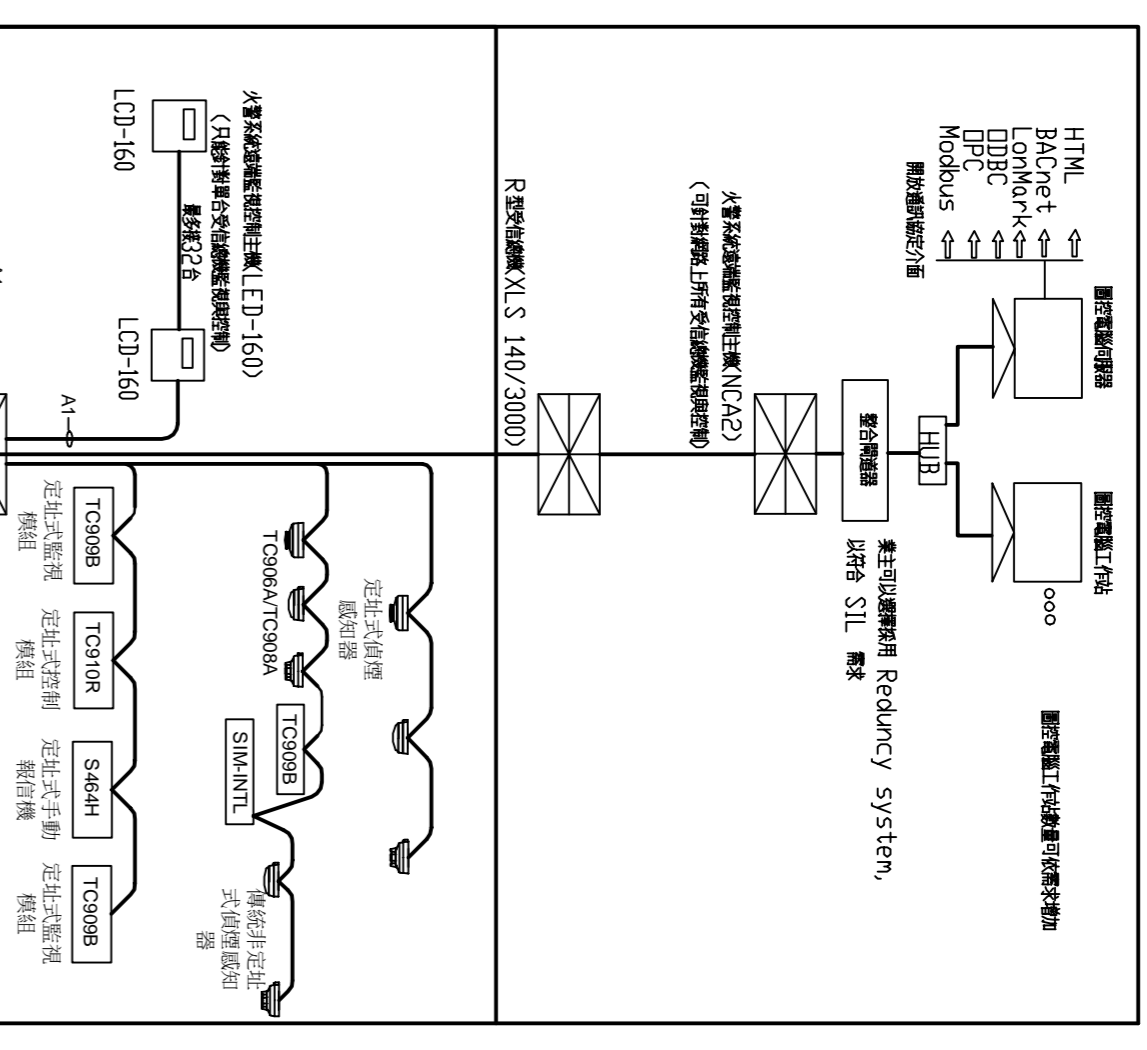 圖控電腦伺服器
圖控電腦工作站
圖控電腦工作站數量可依需求增加
HTML
BACnet
LonMark
ODBC
OPC
Modbus
開放通訊協定介面
HUB
整合閘道器
業主可以選擇採用 Reduncy system,
以符合 SIL 需求
火警系統遠端監視控制主機(NCA2)
(可針對網路上所有受信總機監視與控制)
R型受信總機(XLS 140/3000)
火警系統遠端監視控制主機(LED-160)
(只能針對單台受信總機監視與控制)
最多接32台
LCD-160
LCD-160
A1
定址式偵煙
感知器
TC906A/TC908A
TC909B
SIM-INTL
傳統非定址
式偵煙感知
器
TC909B
定址式監視
模組
TC910R
定址式控制
模組
S464H
定址式手動
報信機
TC909B
定址式監視
模組